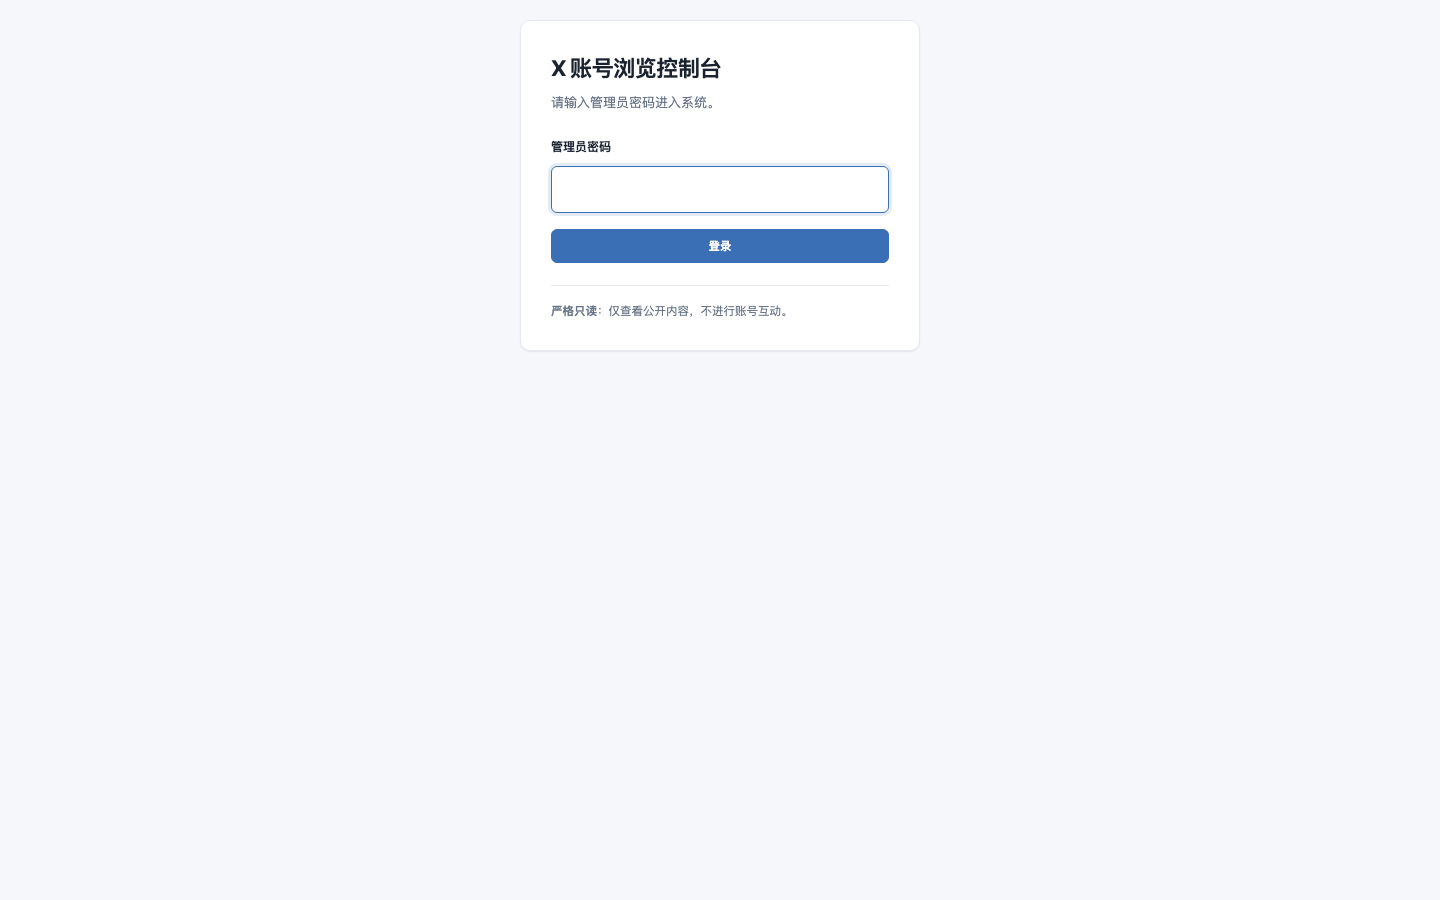 X 账号浏览控制台
请输入管理员密码进入系统。
管理员密码
登录
严格只读：仅查看公开内容，不进行账号互动。